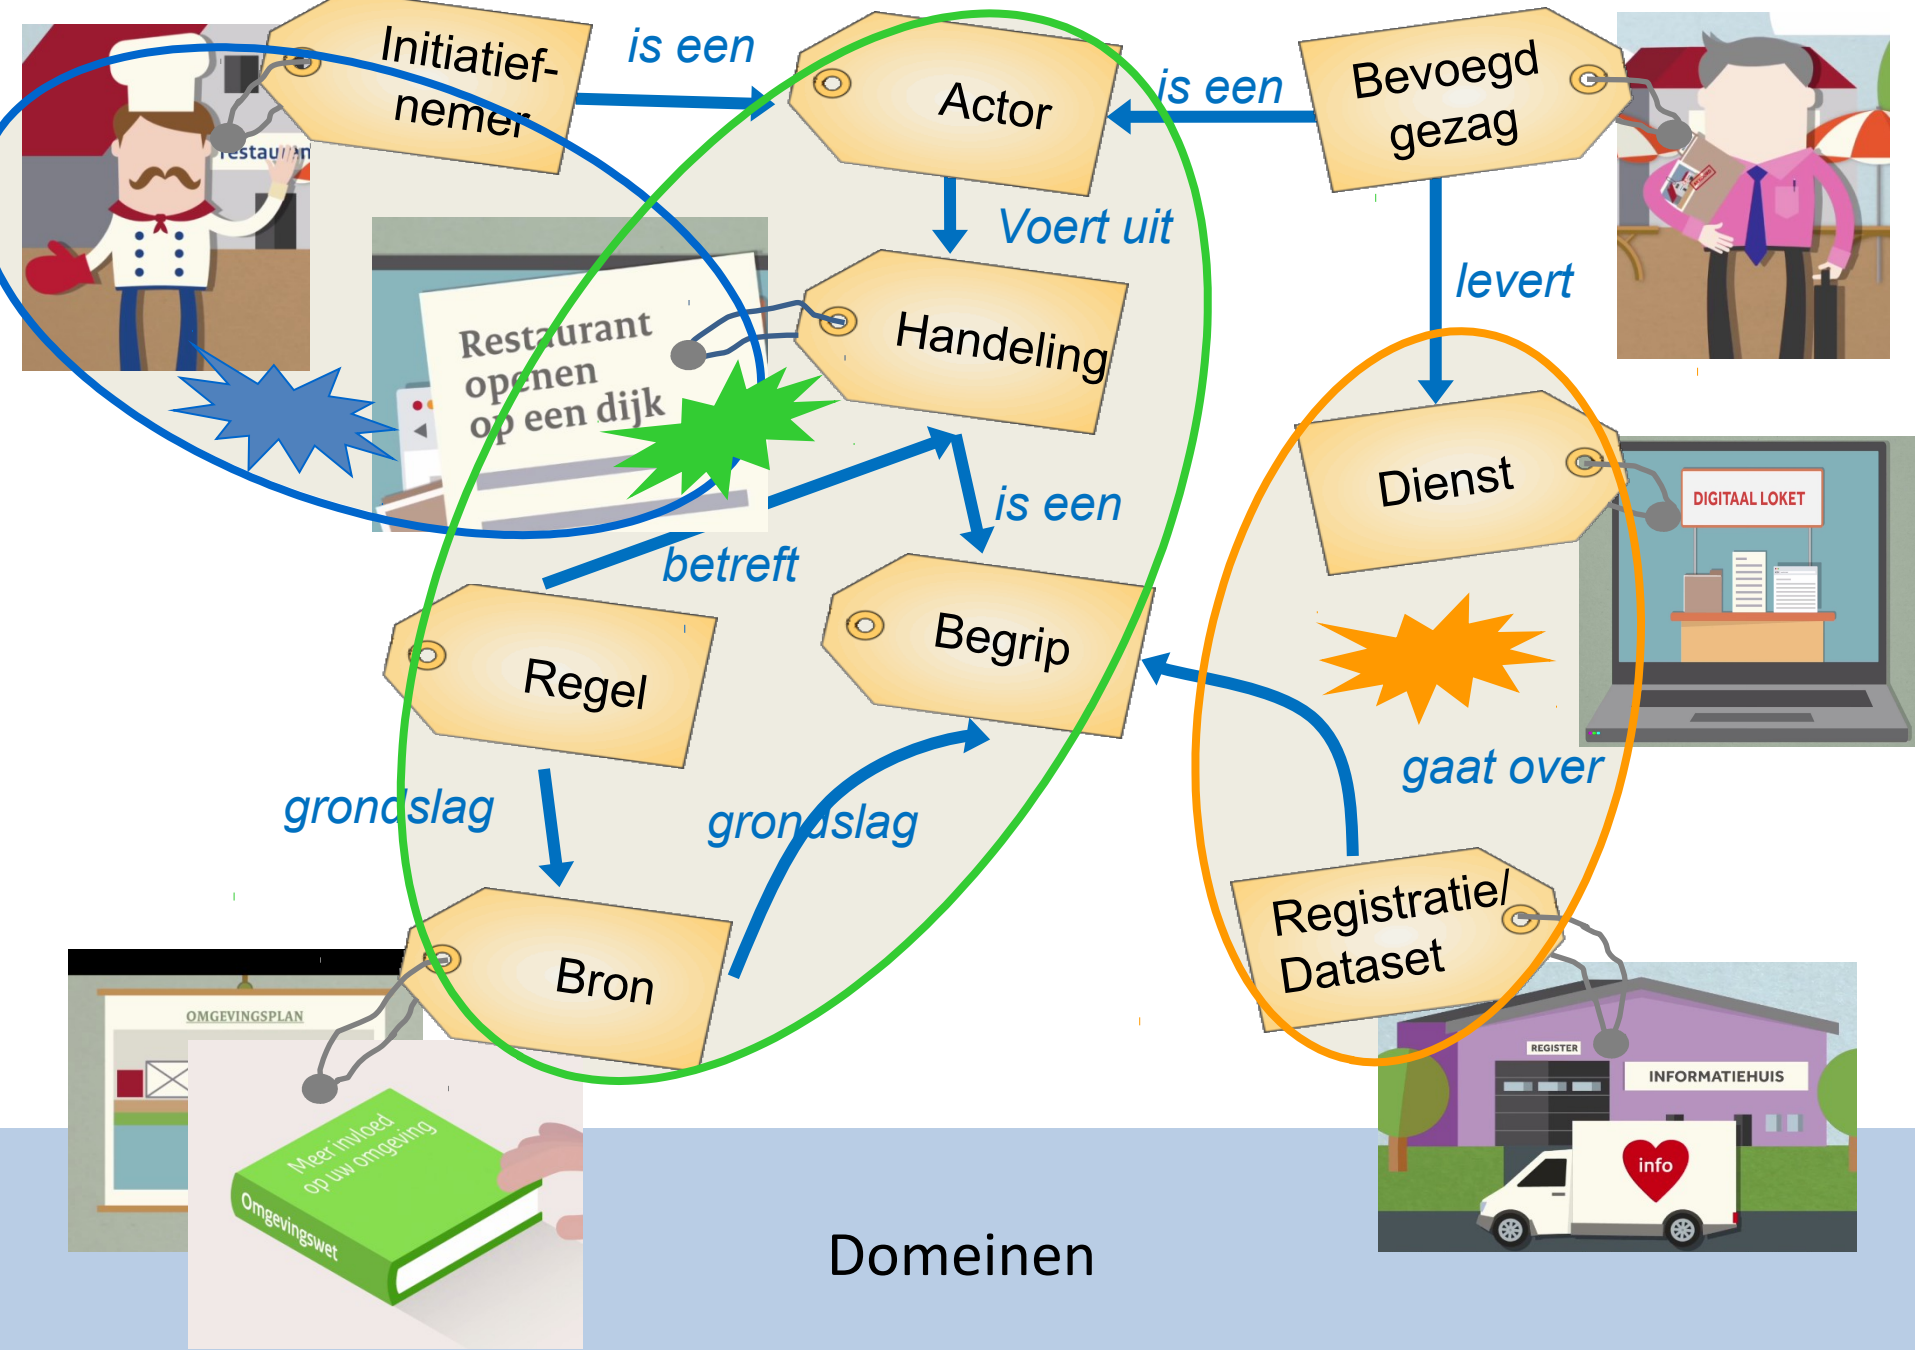 Initiatief-
nemer
is een
Actor
is een
Bevoegd
gezag
restauran
Voert uit
levert
Restaurant
openen
op een dijk
Handeling
Dienst
DIGITAAL LOKET
is een
betreft
Regel
Begrip
gaat over
grondslag
grondslag
Registratie/
Dataset
Bron
OMGEVINGSPLAN
REGISTER
INFORMATIEHUIS
Meer invloed
op uw omgeving
Omgevingswet
info
Domeinen